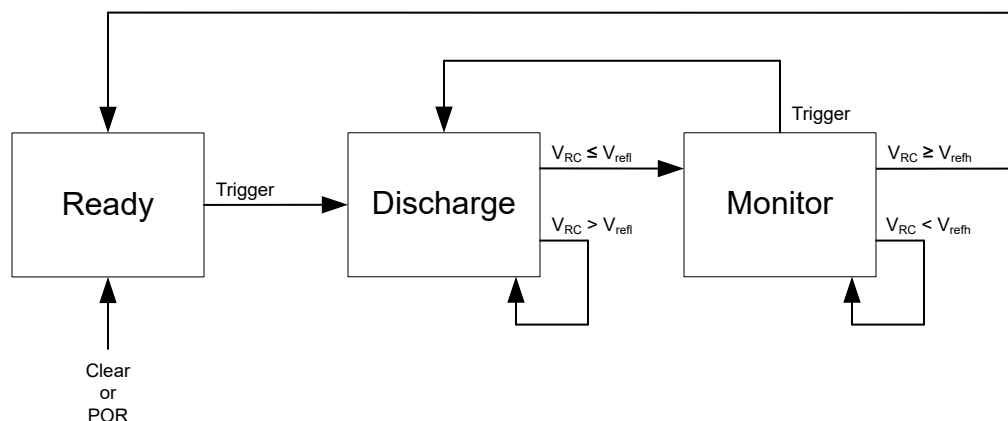 Trigger
V_RC ≤ V_refl
V_RC ≥ V_refh
Ready
Trigger
Discharge
Monitor
V_RC > V_refl
V_RC < V_refh
Clear
or
POR